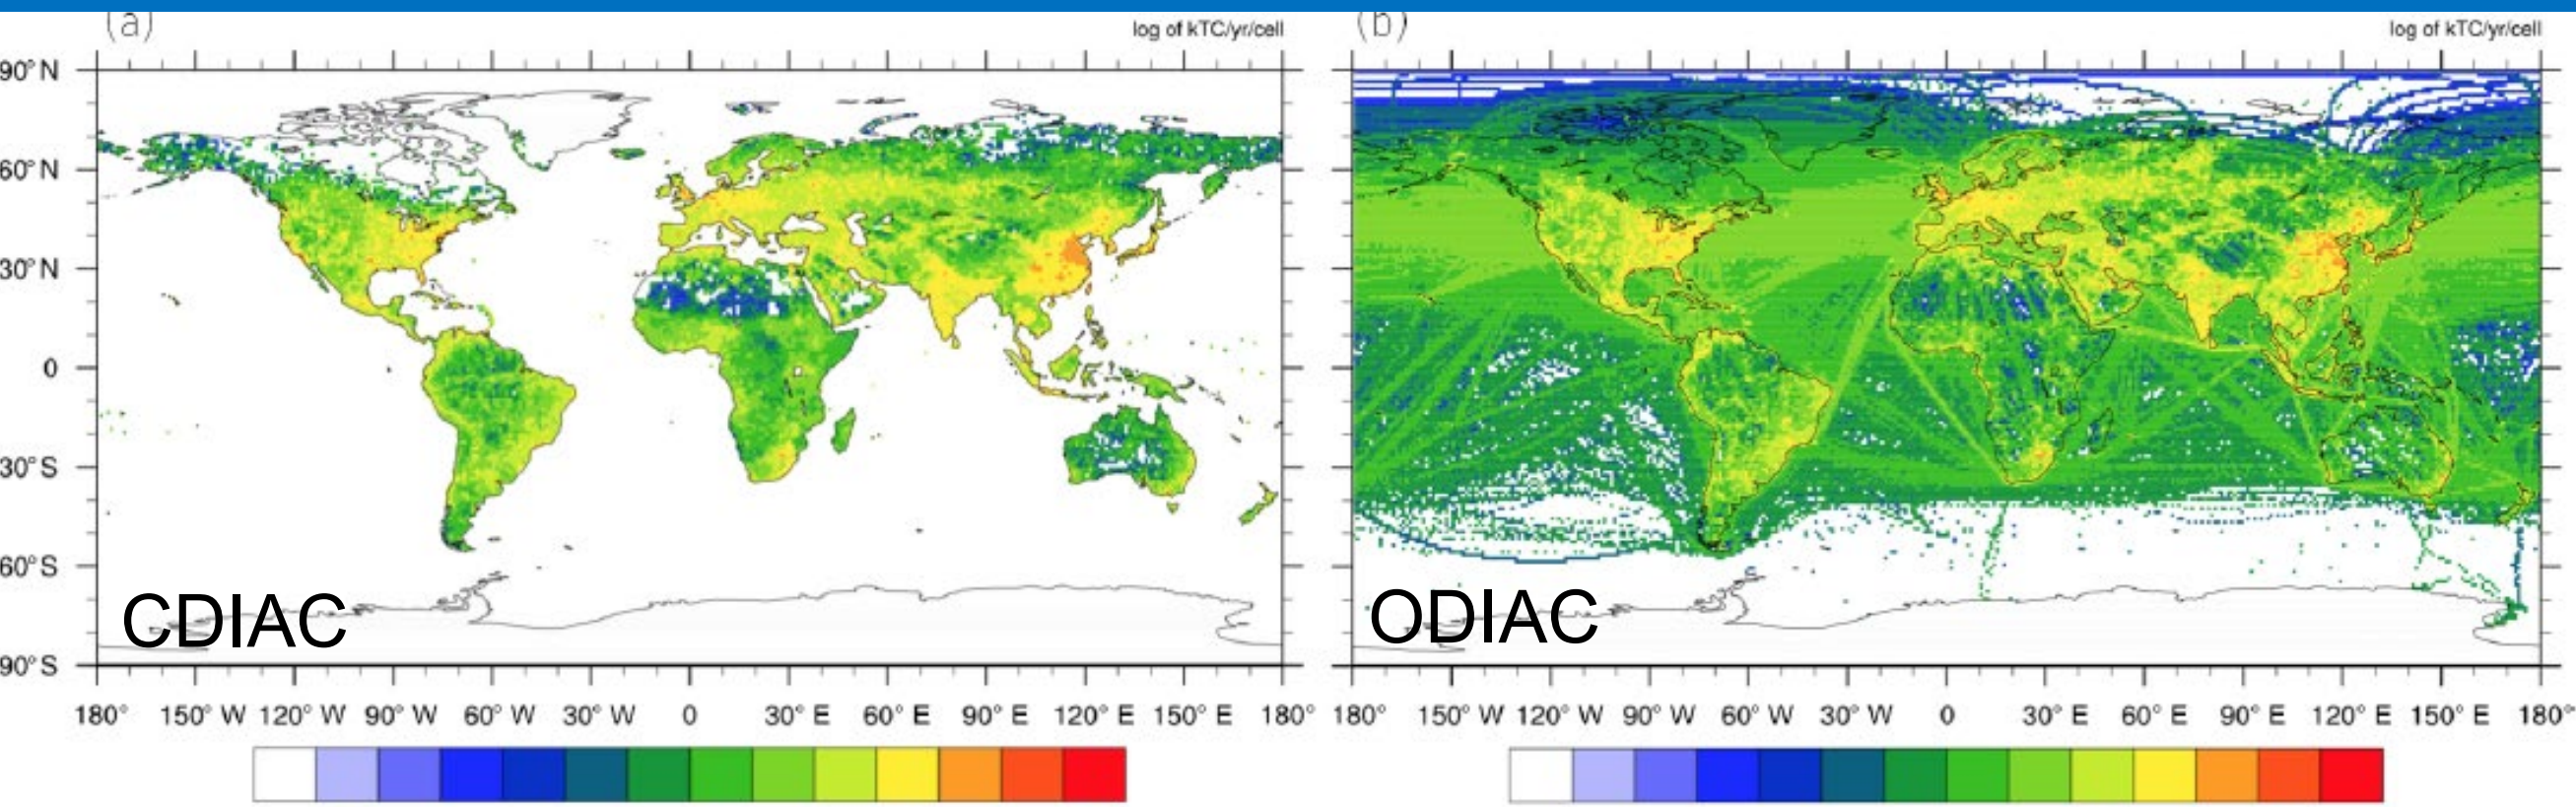 (a)
log of kTC/yr/cell
90° N
60° N
30° N
0
30° S
60° S
90° S
CDIAC
180° 150° W 120° W 90° W 60° W 30° W 0 30° E 60° E 90° E 120° E 150° E 180°
(b)
log of kTC/yr/cell
ODIAC
180° 150° W 120° W 90° W 60° W 30° W 0 30° E 60° E 90° E 120° E 150° E 180°